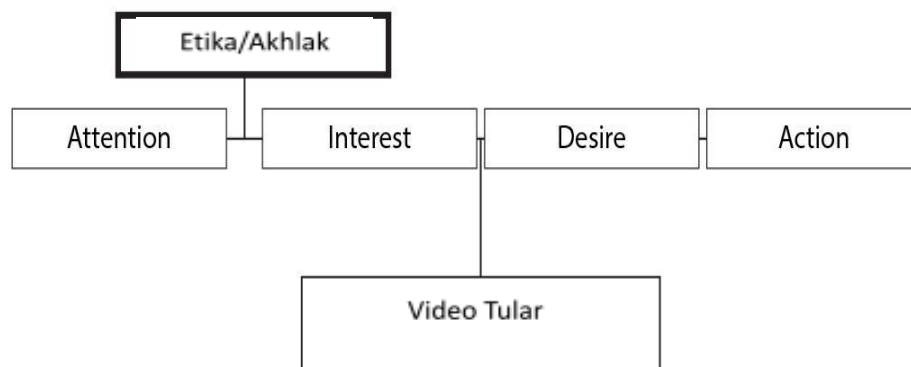 Etika/Akhlak
Attention
Interest
Desire
Action
Video Tular